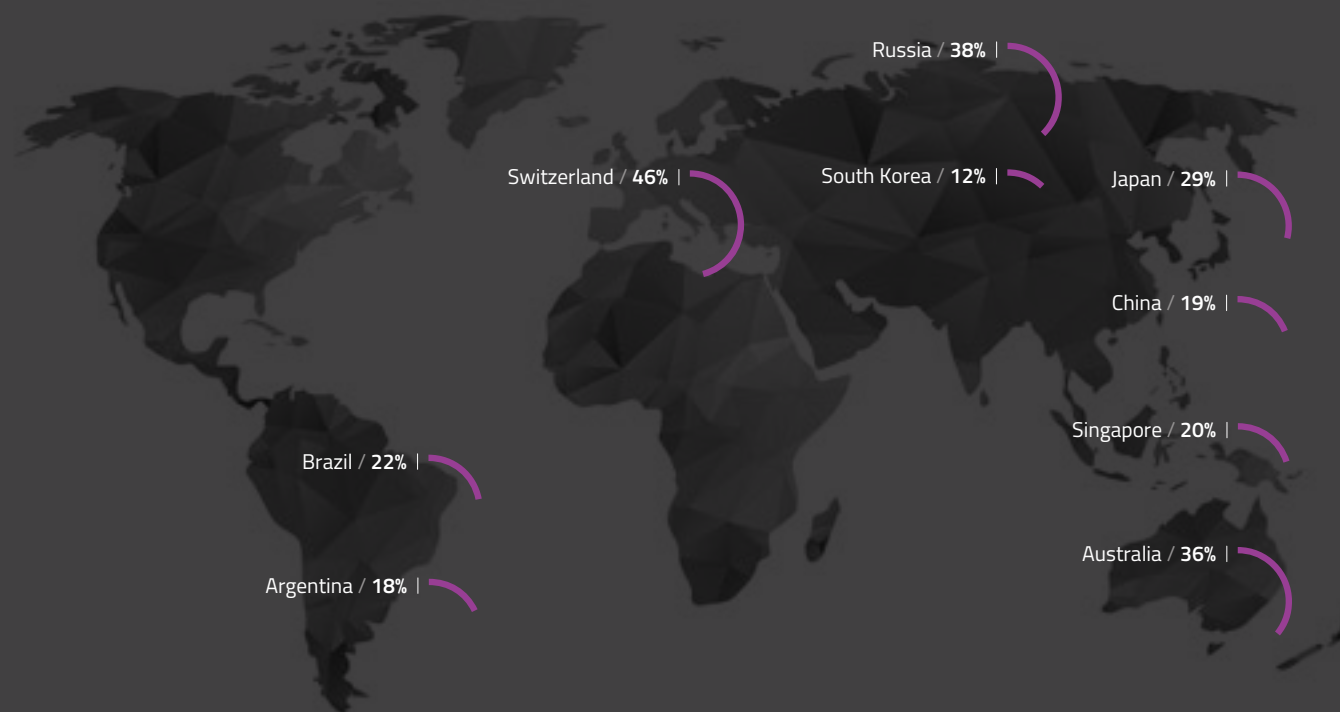 Russia / 38% |
Switzerland / 46% |
South Korea / 12% |
Japan / 29% |
China / 19% |
Singapore / 20% |
Brazil / 22% |
Australia / 36% |
Argentina / 18% |